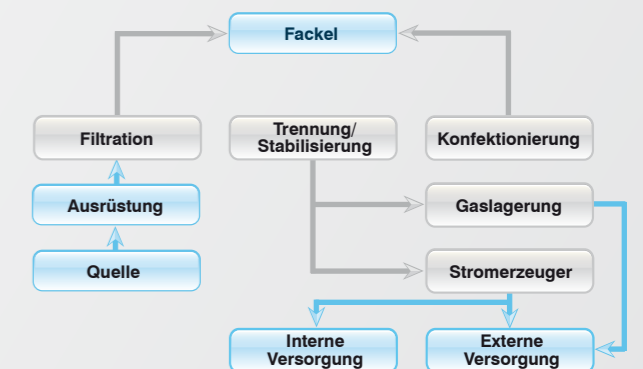 Fackel
Filtration
Trennung/
Stabilisierung
Konfektionierung
Ausrüstung
Gaslagerung
Quelle
Stromerzeuger
Interne
Versorgung
Externe
Versorgung